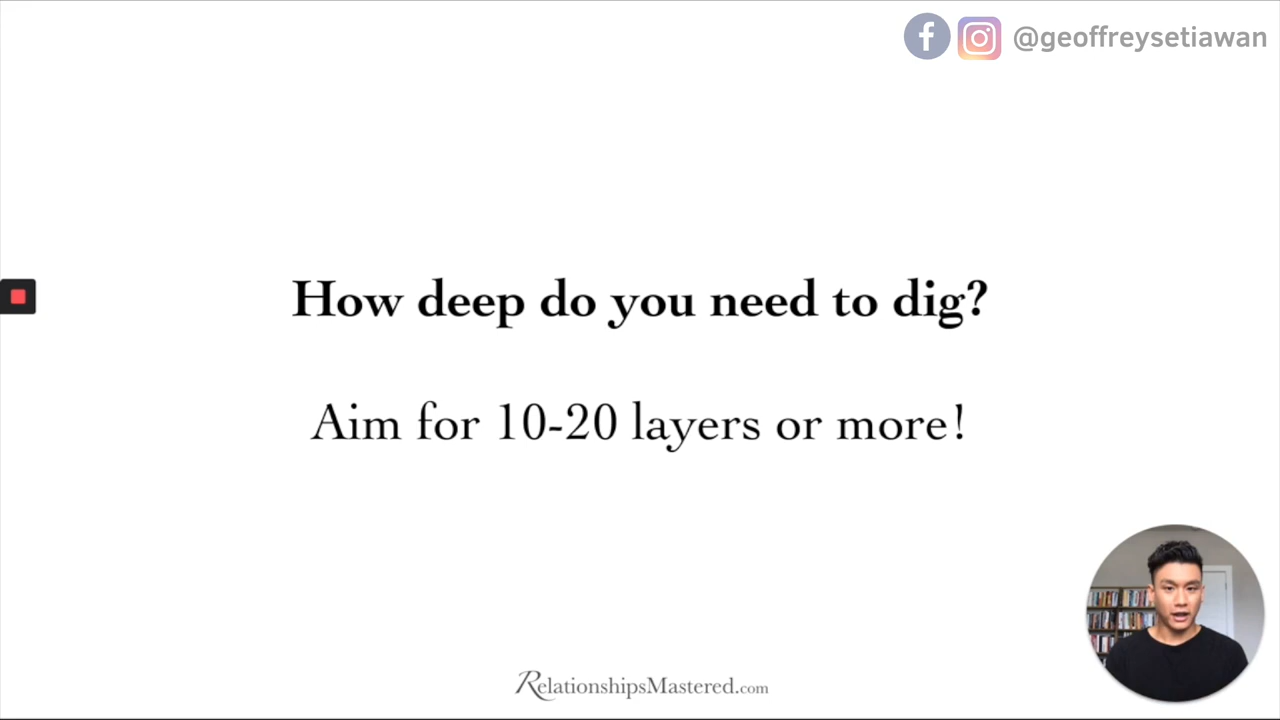 @geoffreysetiawan
How deep do you need to dig?
Aim for 10-20 layers or more!
RelationshipsMastered.com